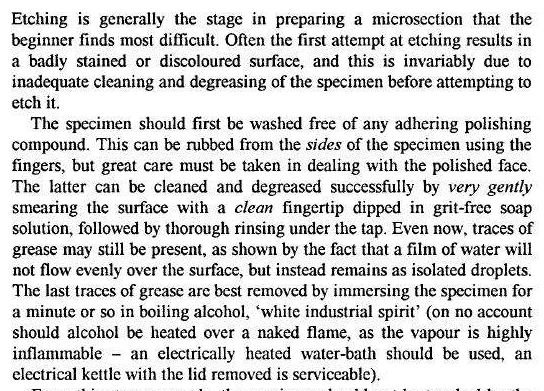 Etching is generally the stage in preparing a microsection that the
beginner finds most difficult. Often the first attempt at etching results in
a badly stained or discoloured surface, and this is invariably due to
inadequate cleaning and degreasing of the specimen before attempting to
etch it.
The specimen should first be washed free of any adhering polishing
compound. This can be rubbed from the sides of the specimen using the
fingers, but great care must be taken in dealing with the polished face.
The latter can be cleaned and degreased successfully by very gently
smearing the surface with a clean fingertip dipped in grit-free soap
solution, followed by thorough rinsing under the tap. Even now, traces of
grease may still be present, as shown by the fact that a film of water will
not flow evenly over the surface, but instead remains as isolated droplets.
The last traces of grease are best removed by immersing the specimen for
a minute or so in boiling alcohol, ‘white industrial spirit’ (on no account
should alcohol be heated over a naked flame, as the vapour is highly
inflammable – an electrically heated water-bath should be used, an
electrical kettle with the lid removed is serviceable).